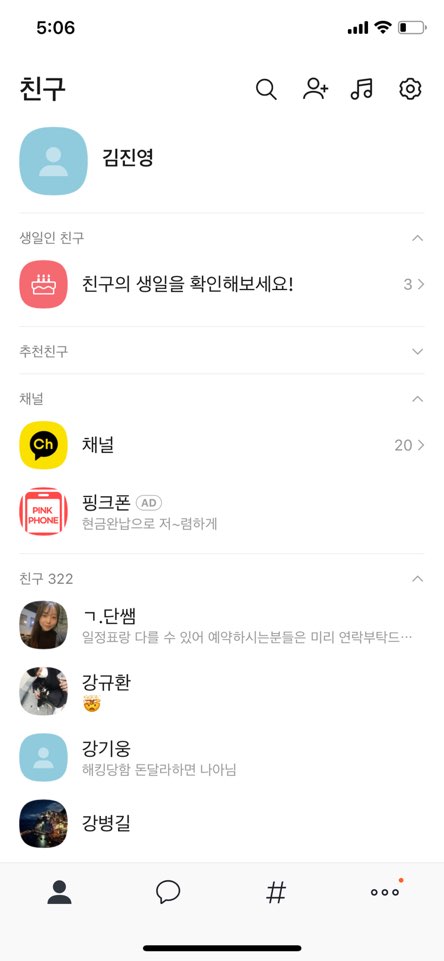 5:06
친구
김진영
생일인 친구
친구의 생일을 확인해보세요!
3
추천친구
채널
Ch
채널
20
PINK
PHONE
핑크폰 AD
현금완납으로 저~렴하게
친구 322
ㄱ.단쌤
일정표랑 다를 수 있어 예약하시는분들은 미리 연락부탁드…
강규환
🤯
강기웅
해킹당함 돈달라하면 나아님
강병길